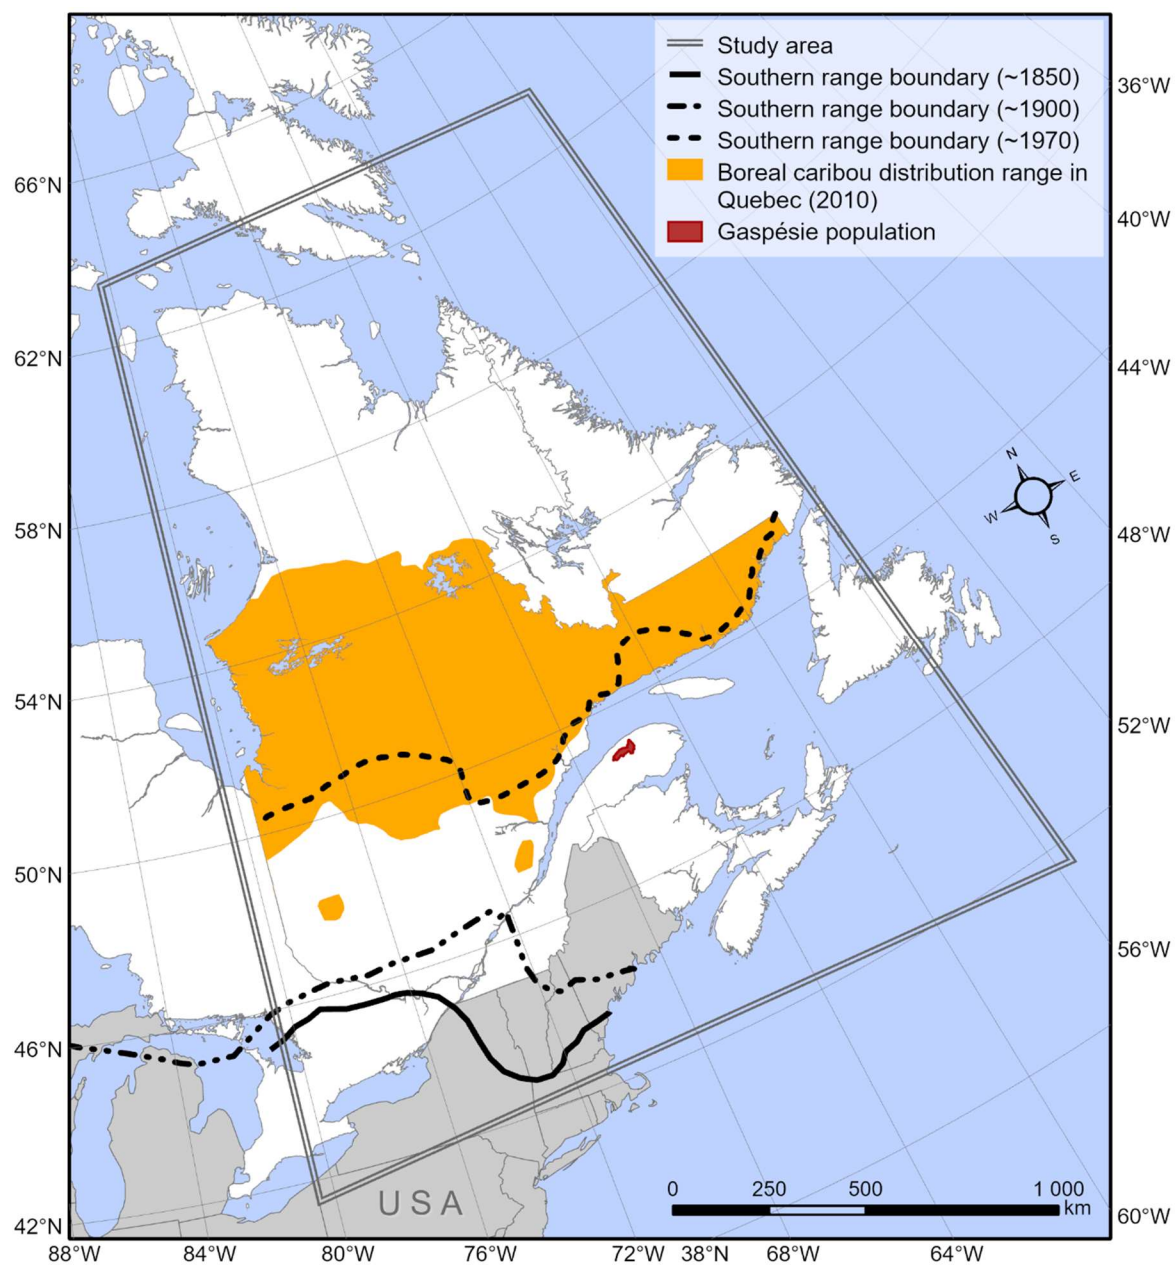 Study area
Southern range boundary (~1850)
Southern range boundary (~1900)
Southern range boundary (~1970)
Boreal caribou distribution range in
Quebec (2010)
Gaspésie population
36°W
66°N
40°W
62°N
44°W
N
E
W
S
58°N
48°W
54°N
52°W
50°N
56°W
46°N
USA
0 250 500 1 000
km
42°N
60°W
88°W 84°W 80°W 76°W 72°W 38°N 68°W 64°W